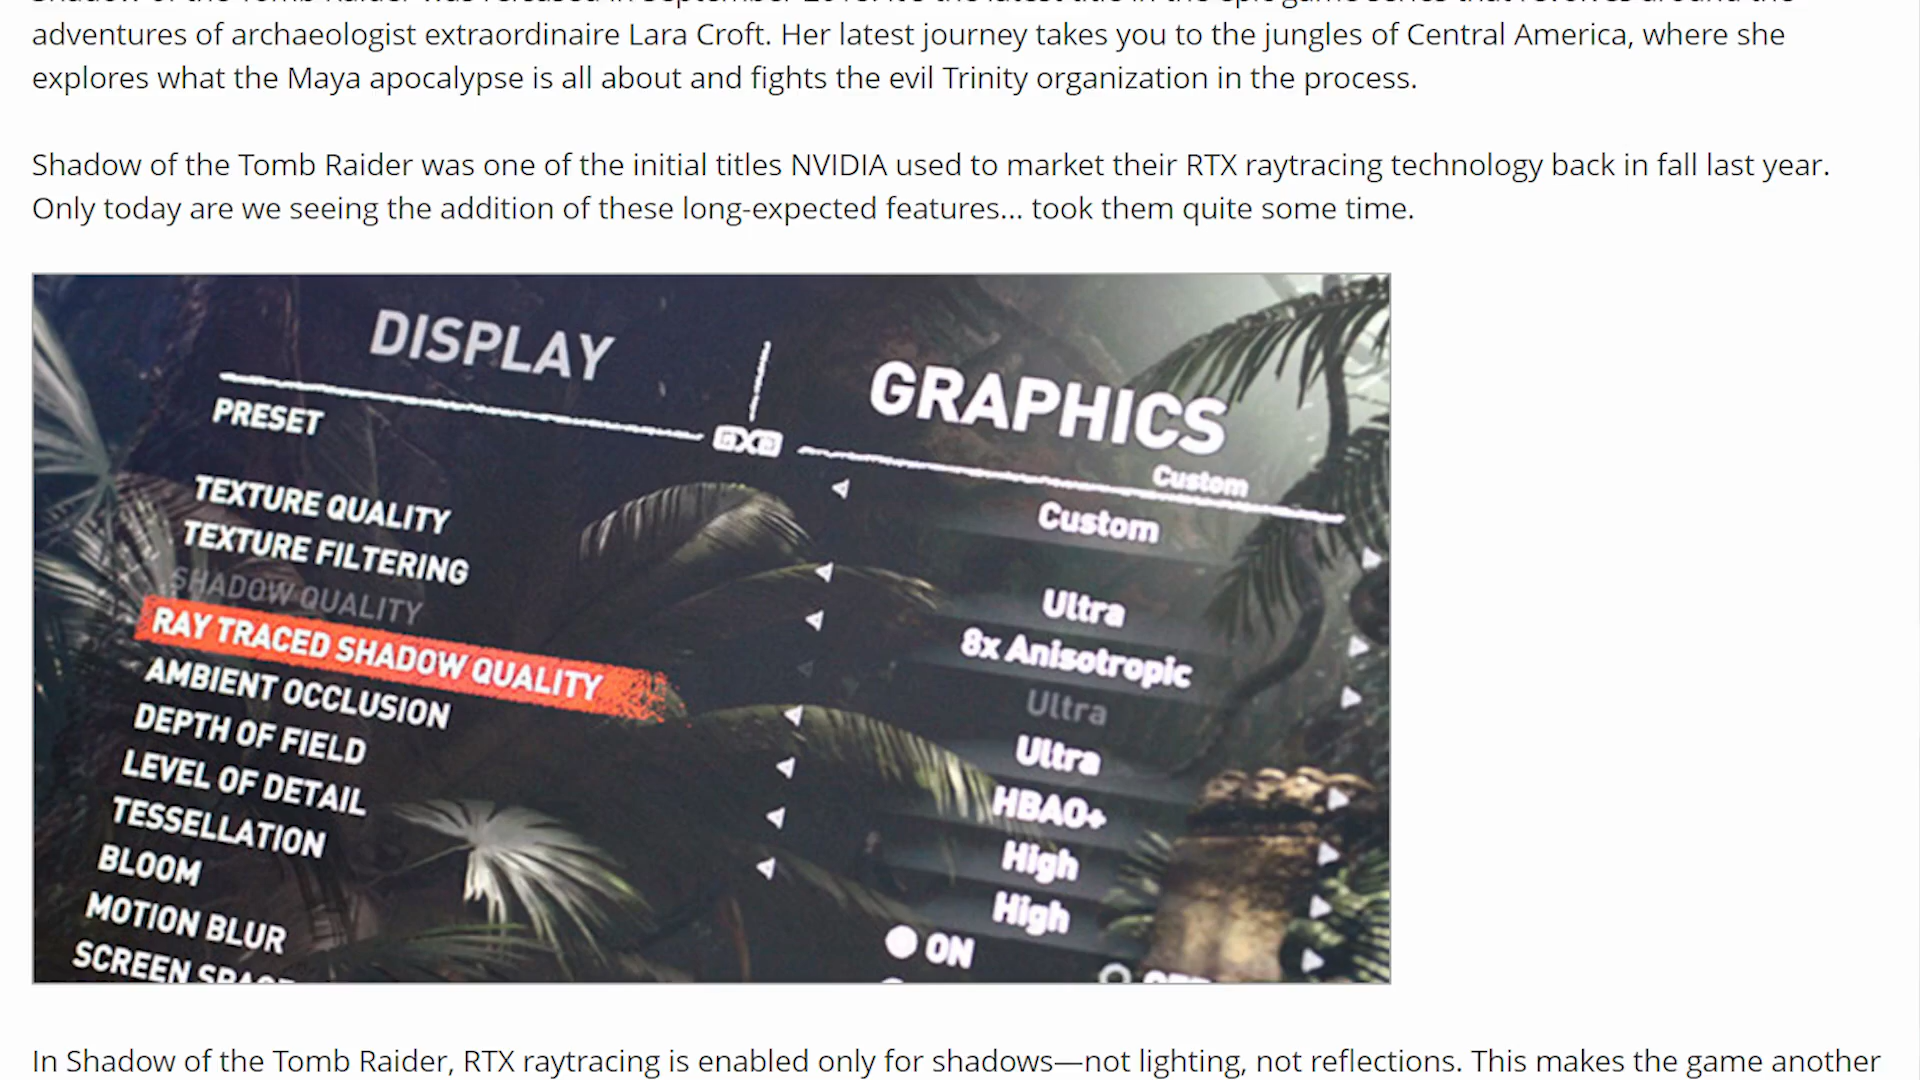 adventures of archaeologist extraordinaire Lara Croft. Her latest journey takes you to the jungles of Central America, where she
explores what the Maya apocalypse is all about and fights the evil Trinity organization in the process.
Shadow of the Tomb Raider was one of the initial titles NVIDIA used to market their RTX raytracing technology back in fall last year.
Only today are we seeing the addition of these long-expected features... took them quite some time.
DISPLAY
GRAPHICS
PRESET
Custom
Custom
TEXTURE QUALITY
Ultra
TEXTURE FILTERING
8x Anisotropic
SHADOW QUALITY
Ultra
RAY TRACED SHADOW QUALITY
Ultra
AMBIENT OCCLUSION
HBAO+
DEPTH OF FIELD
High
LEVEL OF DETAIL
High
TESSELLATION
ON
BLOOM
MOTION BLUR
SCREEN
In Shadow of the Tomb Raider, RTX raytracing is enabled only for shadows—not lighting, not reflections. This makes the game another